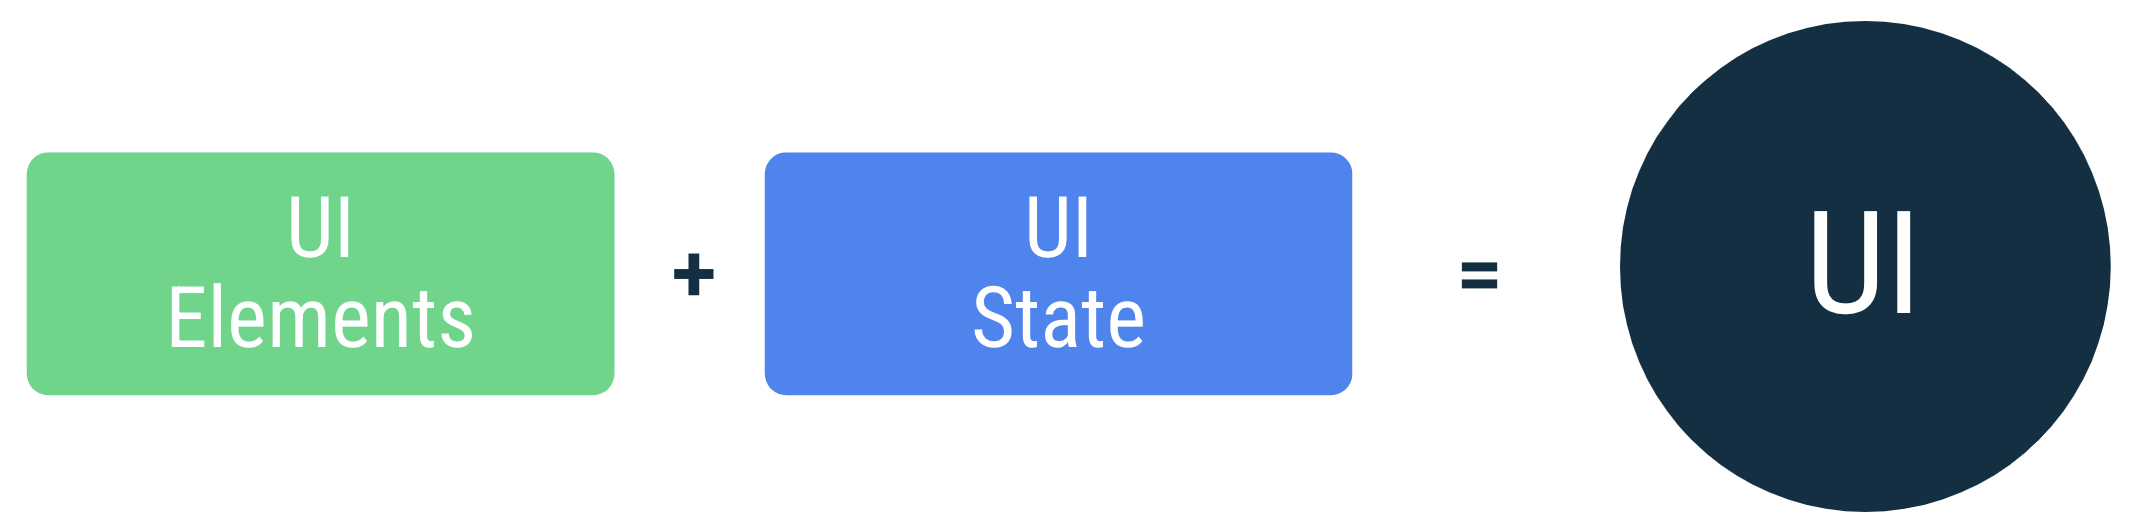 UI
Elements
+
UI
State
=
UI